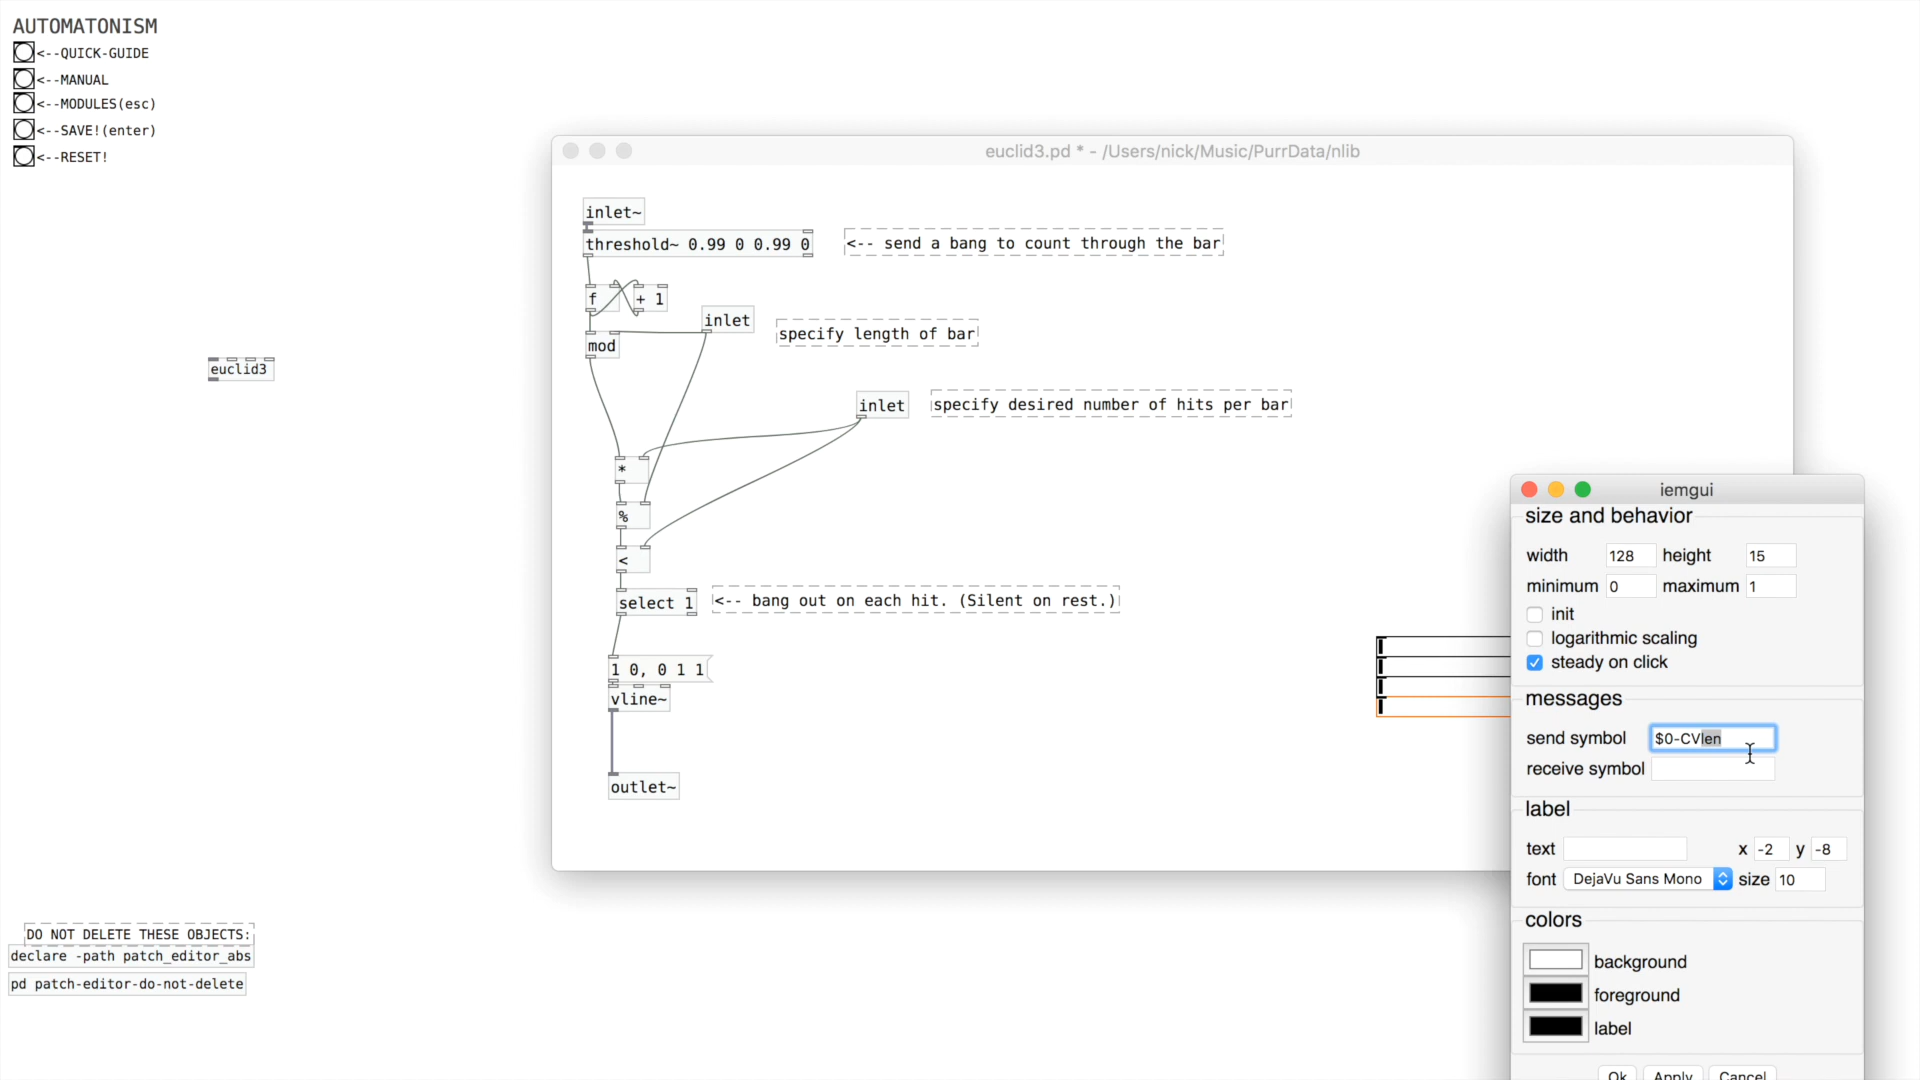 AUTOMATONISM
<--QUICK-GUIDE
<--MANUAL
<--MODULES(esc)
<--SAVE!(enter)
<--RESET!
euclid3
DO NOT DELETE THESE OBJECTS:
declare -path patch_editor_abs
pd patch-editor-do-not-delete
euclid3.pd * - /Users/nick/Music/PurrData/nlib
inlet~
threshold~ 0.99 0 0.99 0
<-- send a bang to count through the bar
f
+ 1
inlet
specify length of bar
mod
inlet
specify desired number of hits per bar
*
%
<
select 1
<-- bang out on each hit. (Silent on rest.)
1 0, 0 1 1
vline~
outlet~
iemgui
size and behavior
width 128 height 15
minimum 0 maximum 1
init
logarithmic scaling
steady on click
messages
send symbol $0-CVlen
receive symbol
label
text x -2 y -8
font DejaVu Sans Mono size 10
colors
background
foreground
label
Ok Apply Cancel